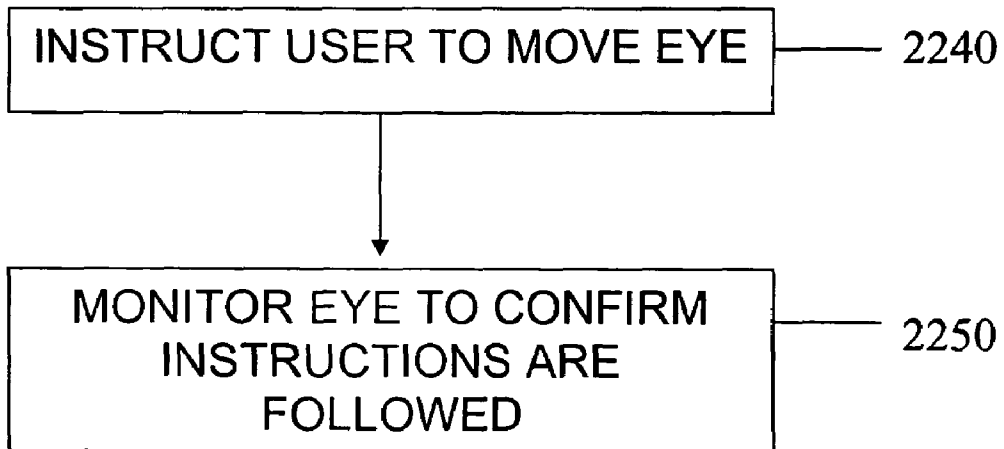 INSTRUCT USER TO MOVE EYE
2240
MONITOR EYE TO CONFIRM
INSTRUCTIONS ARE
FOLLOWED
2250